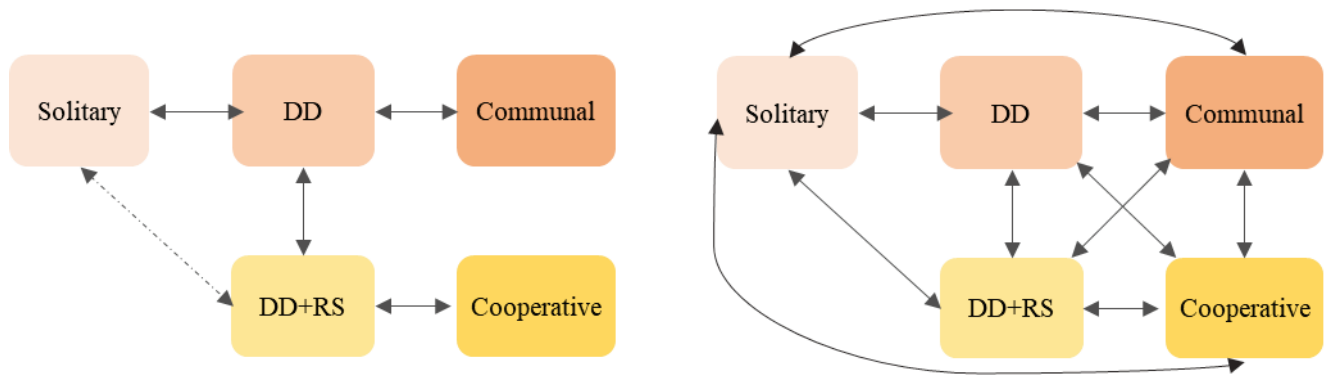 Solitary
DD
Communal
DD+RS
Cooperative
Solitary
DD
Communal
DD+RS
Cooperative